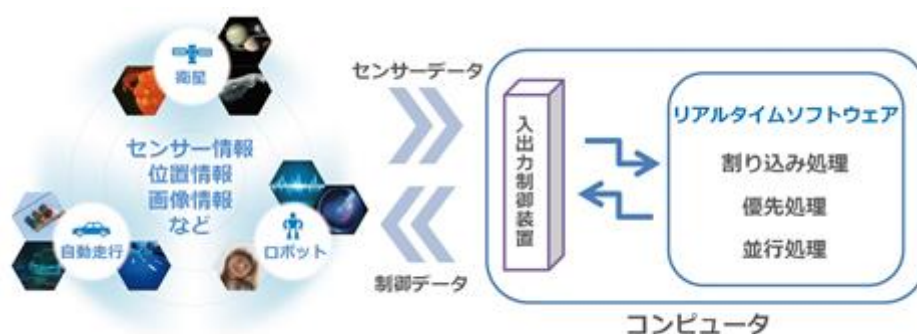 衛星
センサー情報
位置情報
画像情報
など
自動走行
ロボット
センサーデータ
制御データ
入出力制御装置
リアルタイムソフトウェア
割り込み処理
優先処理
並行処理
コンピュータ